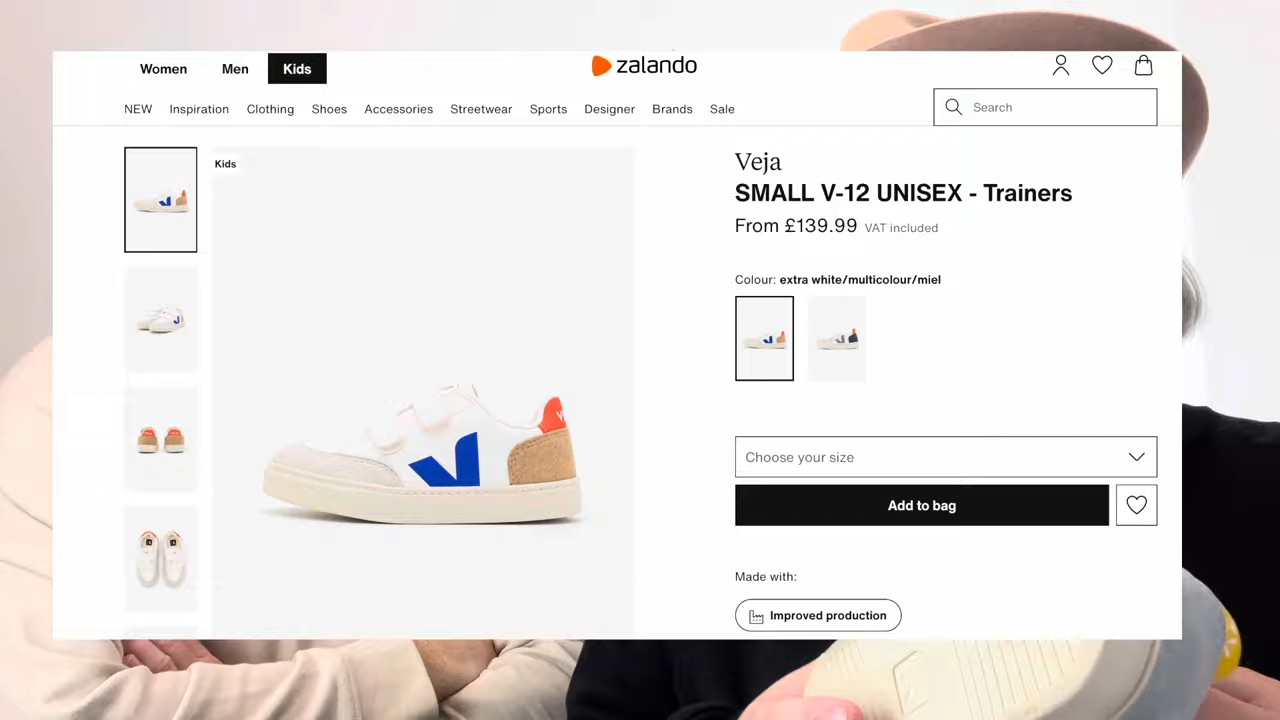 Women Men Kids
zalando
NEW Inspiration Clothing Shoes Accessories Streetwear Sports Designer Brands Sale
Search
Kids
Veja
SMALL V-12 UNISEX - Trainers
From £139.99 VAT included
Colour: extra white/multicolour/miel
Choose your size
Add to bag
Made with:
Improved production